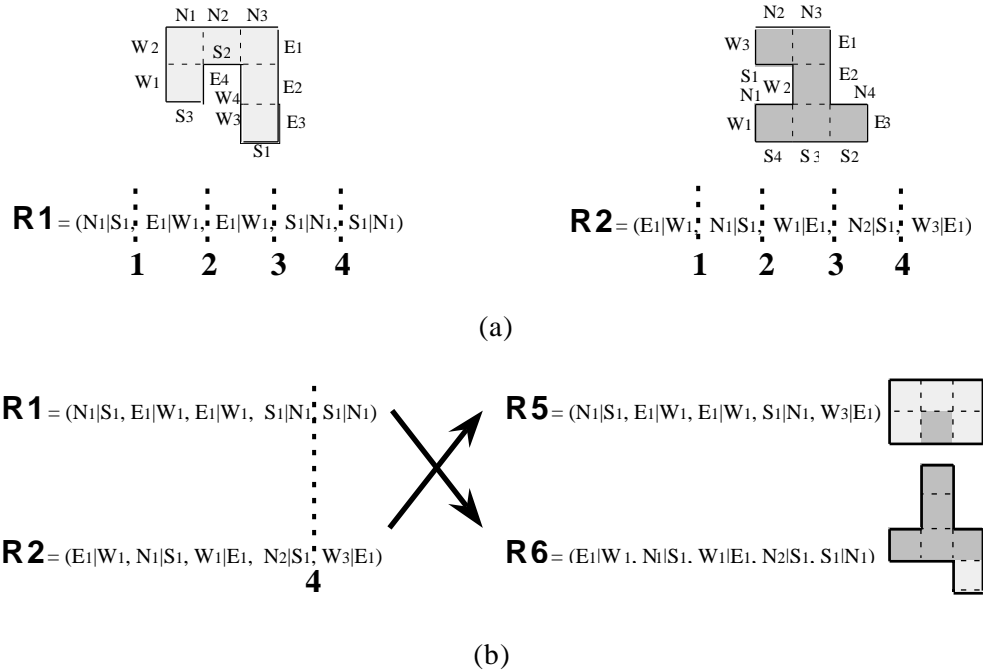 N1 N2 N3
W2 E1
S2
W1 E4 E2
W4
S3 W3 E3
S1
N2 N3
W3 E1
S1 W2 E2
N1 N4
W1 E3
S4 S3 S2
R1 = (N1|S1, E1|W1, E1|W1, S1|N1, S1|N1)
1 2 3 4
R2 = (E1|W1, N1|S1, W1|E1, N2|S1, W3|E1)
1 2 3 4
(a)
R1 = (N1|S1, E1|W1, E1|W1, S1|N1, S1|N1)
R5 = (N1|S1, E1|W1, E1|W1, S1|N1, W3|E1)
R2 = (E1|W1, N1|S1, W1|E1, N2|S1, W3|E1)
4
R6 = (E1|W1, N1|S1, W1|E1, N2|S1, S1|N1)
(b)